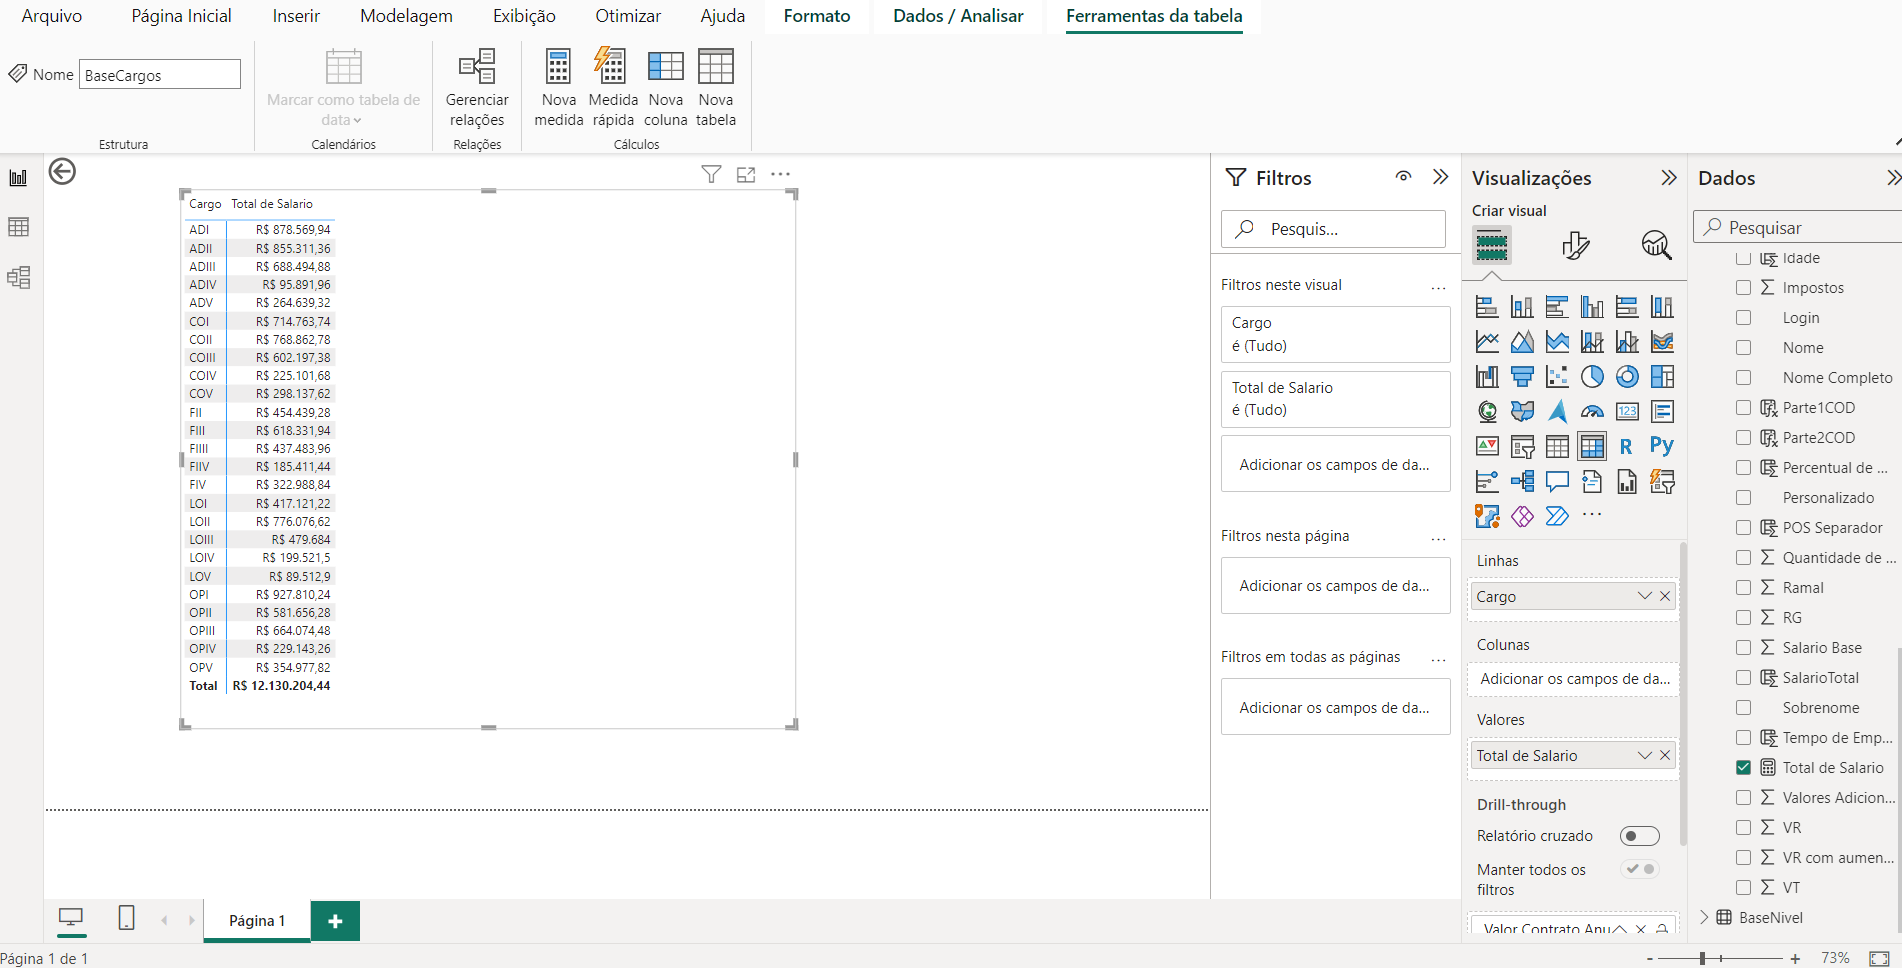 Arquivo Página Inicial Inserir Modelagem Exibição Otimizar Ajuda Formato Dados / Analisar Ferramentas da tabela
Nome BaseCargos
Marcar como tabela de
data
Gerenciar
relações
Nova
medida
Medida
rápida
Nova
coluna
Nova
tabela
Estrutura Calendários Relações Cálculos
Cargo Total de Salario
ADI R$ 878.569,94
ADII R$ 855.311,36
ADIII R$ 688.494,88
ADIV R$ 95.891,96
ADV R$ 264.639,32
COI R$ 714.763,74
COII R$ 768.862,78
COIII R$ 602.197,38
COIV R$ 225.101,68
COV R$ 298.137,62
FII R$ 454.439,28
FIII R$ 618.331,94
FIIII R$ 437.483,96
FIIV R$ 185.411,44
FIV R$ 322.988,84
LOI R$ 417.121,22
LOII R$ 776.076,62
LOIII R$ 479.684
LOIV R$ 199.521,5
LOV R$ 89.512,9
OPI R$ 927.810,24
OPII R$ 581.656,28
OPIII R$ 664.074,48
OPIV R$ 229.143,26
OPV R$ 354.977,82
Total R$ 12.130.204,44
Filtros
Pesquis...
Filtros neste visual ...
Cargo
é (Tudo)
Total de Salario
é (Tudo)
Adicionar os campos de da...
Filtros nesta página ...
Adicionar os campos de da...
Filtros em todas as páginas ...
Adicionar os campos de da...
Visualizações
Criar visual
123
R
Py
...
Linhas
Cargo
Colunas
Adicionar os campos de da...
Valores
Total de Salario
Drill-through
Relatório cruzado
Manter todos os
filtros
Valor Contrato Anu
Dados
Pesquisar
Idade
Impostos
Login
Nome
Nome Completo
Parte1COD
Parte2COD
Percentual de ...
Personalizado
POS Separador
Quantidade de ...
Ramal
RG
Salario Base
SalarioTotal
Sobrenome
Tempo de Emp...
Total de Salario
Valores Adicion...
VR
VR com aumen...
VT
BaseNivel
Página 1
+
Página 1 de 1
- + 73%